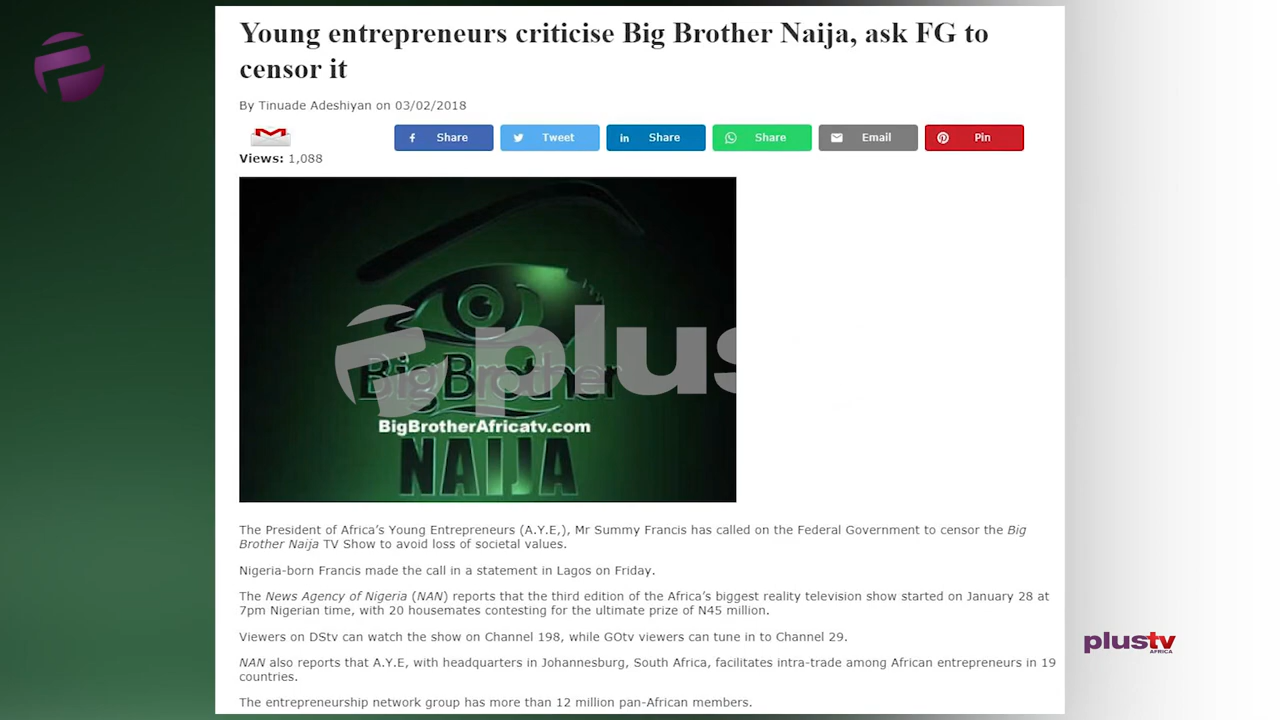 Young entrepreneurs criticise Big Brother Naija, ask FG to
censor it
By Tinuade Adeshiyan on 03/02/2018
Share
Tweet
Share
Share
Email
Pin
Views: 1,088
plus
BigBrother
BigBrotherAfricatv.com
NAIJA
The President of Africa's Young Entrepreneurs (A.Y.E,), Mr Summy Francis has called on the Federal Government to censor the Big
Brother Naija TV Show to avoid loss of societal values.
Nigeria-born Francis made the call in a statement in Lagos on Friday.
The News Agency of Nigeria (NAN) reports that the third edition of the Africa's biggest reality television show started on January 28 at
7pm Nigerian time, with 20 housemates contesting for the ultimate prize of N45 million.
Viewers on DStv can watch the show on Channel 198, while GOtv viewers can tune in to Channel 29.
NAN also reports that A.Y.E, with headquarters in Johannesburg, South Africa, facilitates intra-trade among African entrepreneurs in 19
countries.
The entrepreneurship network group has more than 12 million pan-African members.
plustv
AFRICA